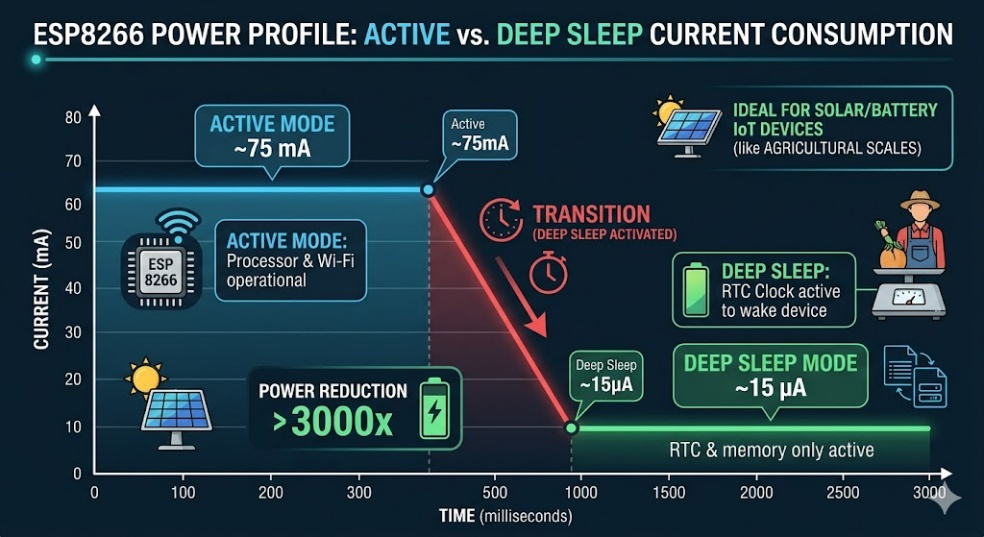 ESP8266 POWER PROFILE: ACTIVE vs. DEEP SLEEP CURRENT CONSUMPTION
ACTIVE MODE
~75 mA
Active
~75mA
IDEAL FOR SOLAR/BATTERY
IoT DEVICES
(like AGRICULTURAL SCALES)
TRANSITION
(DEEP SLEEP ACTIVATED)
ESP
8266
ACTIVE MODE:
Processor & Wi-Fi
operational
DEEP SLEEP:
RTC Clock active
to wake device
POWER REDUCTION
>3000x
Deep Sleep
~15µA
DEEP SLEEP MODE
~15 µA
RTC & memory only active
CURRENT (mA)
80
70
60
50
40
30
20
10
0
0 100 200 300 500 1000 1500 2000 2500 3000
TIME (milliseconds)